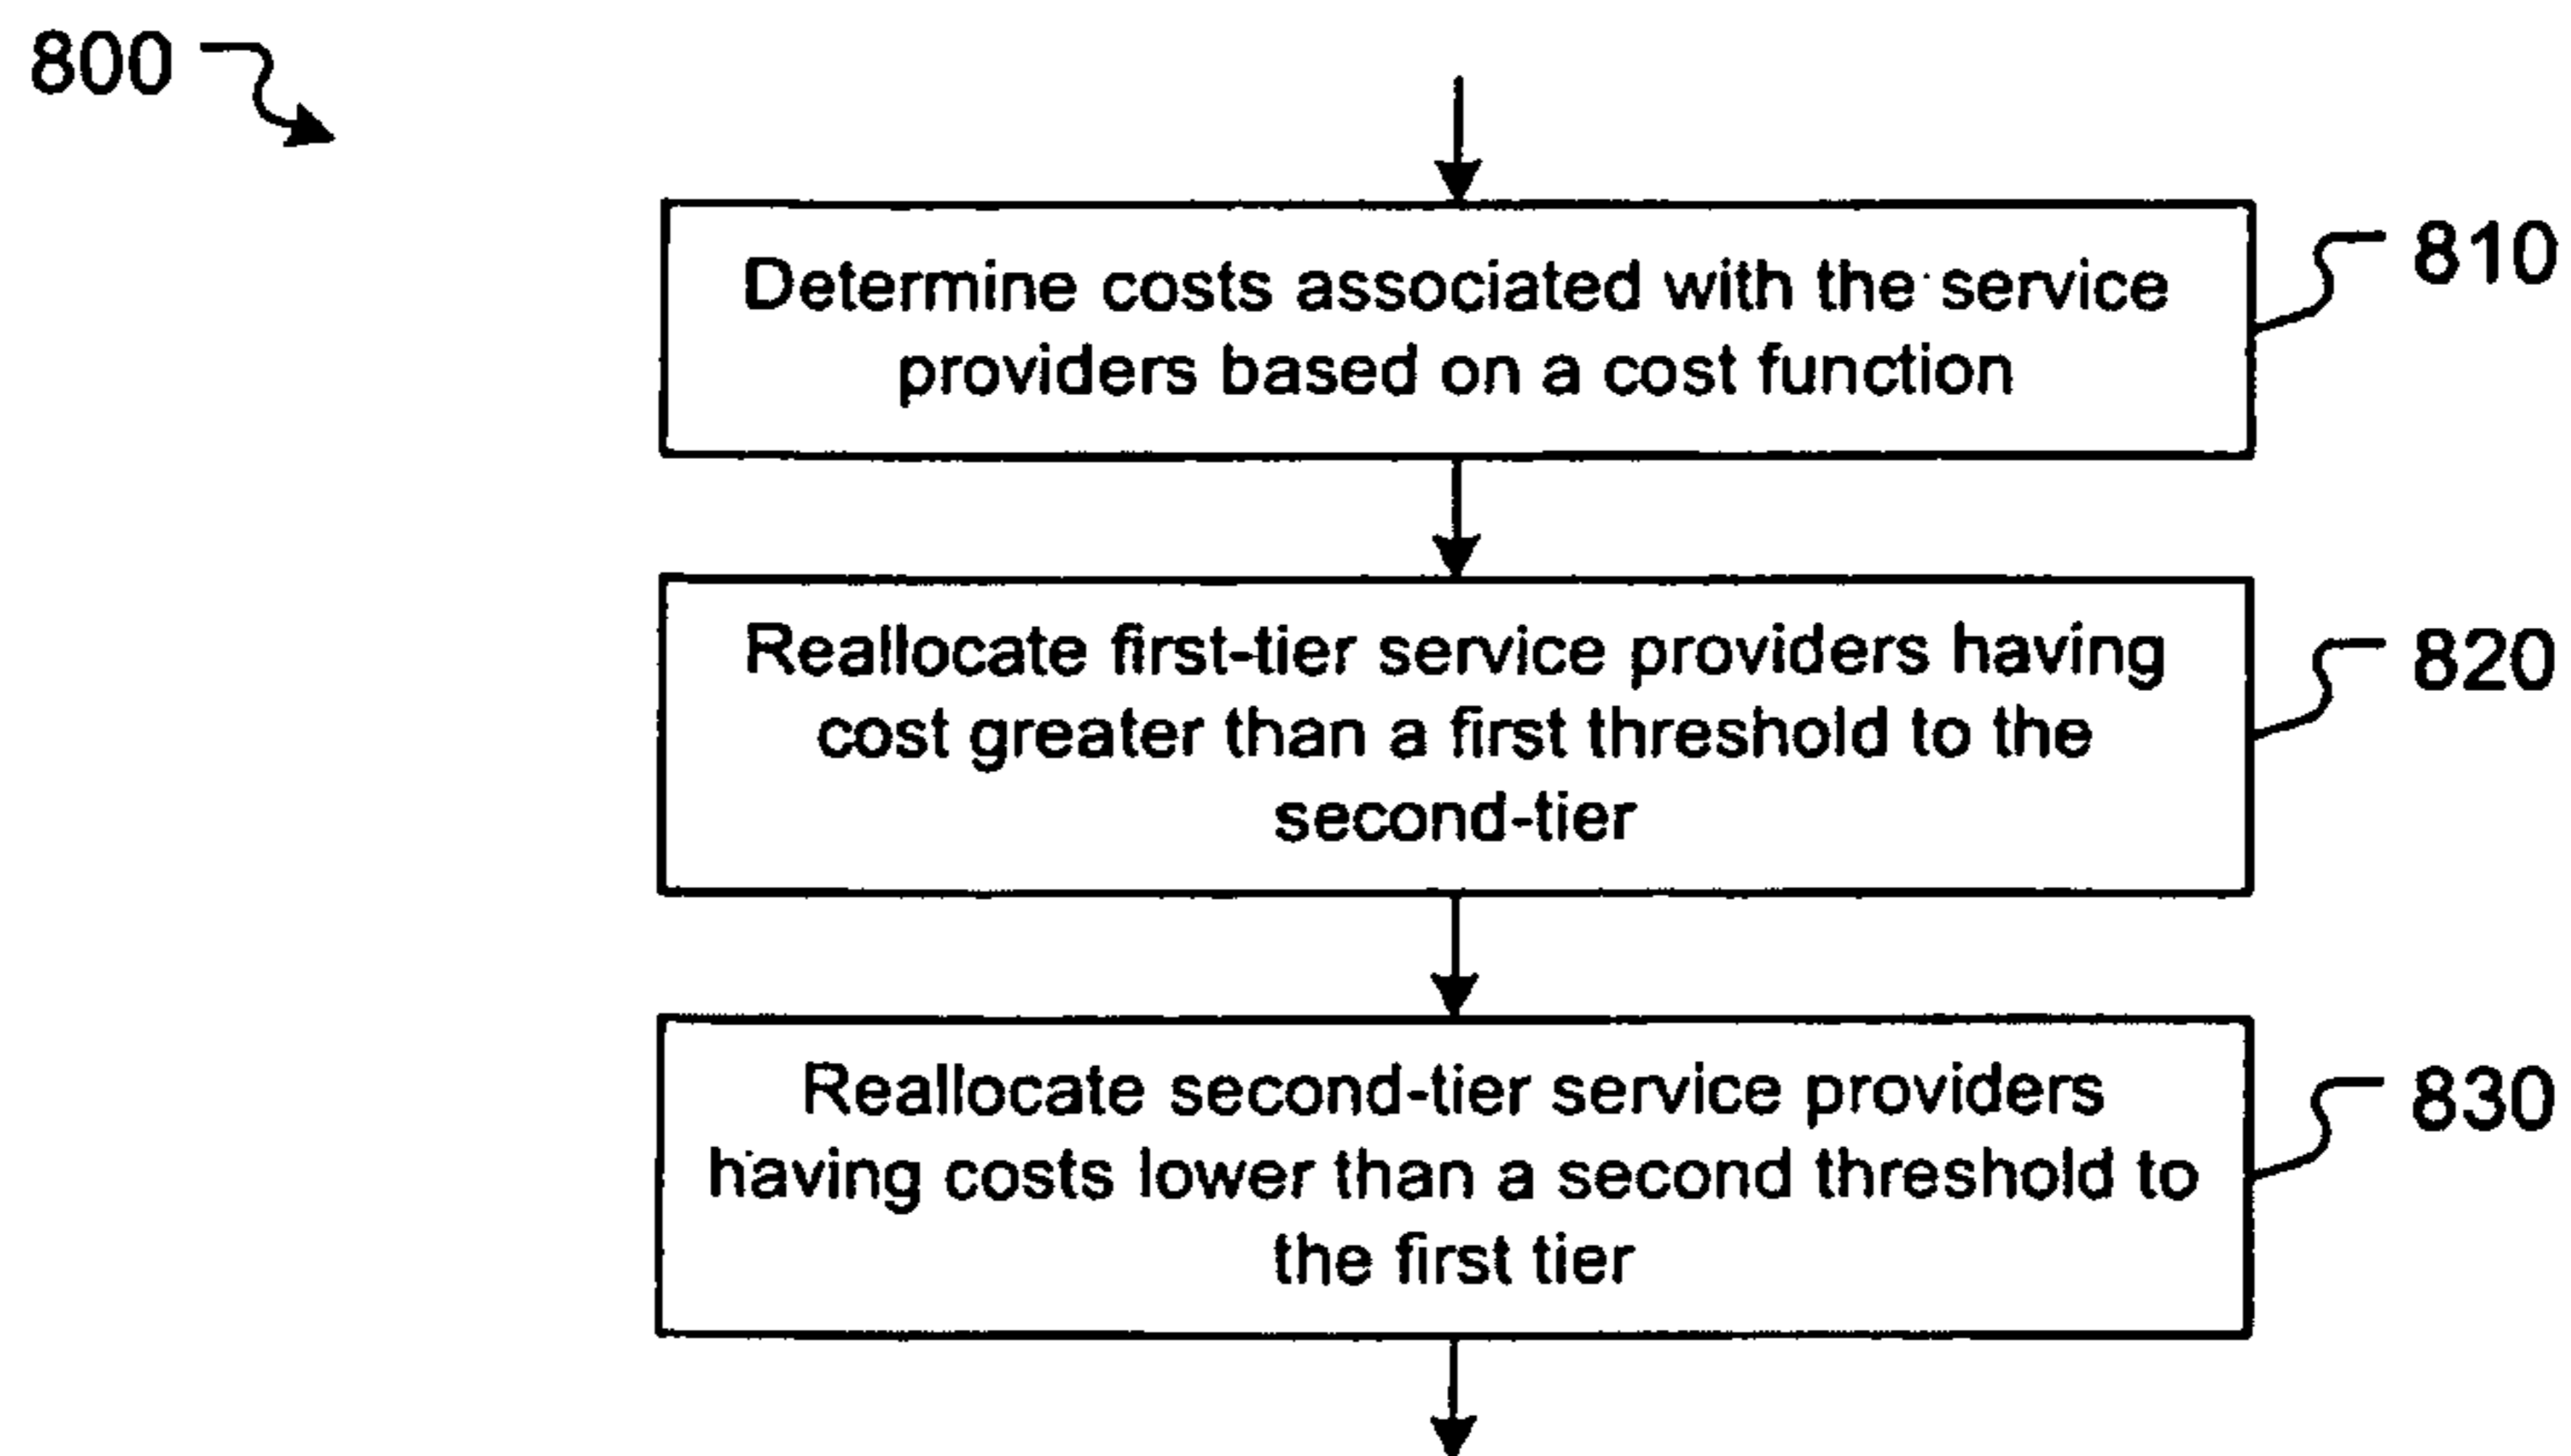 800
Determine costs associated with the service
providers based on a cost function
810
Reallocate first-tier service providers having
cost greater than a first threshold to the
second-tier
820
Reallocate second-tier service providers
having costs lower than a second threshold to
the first tier
830